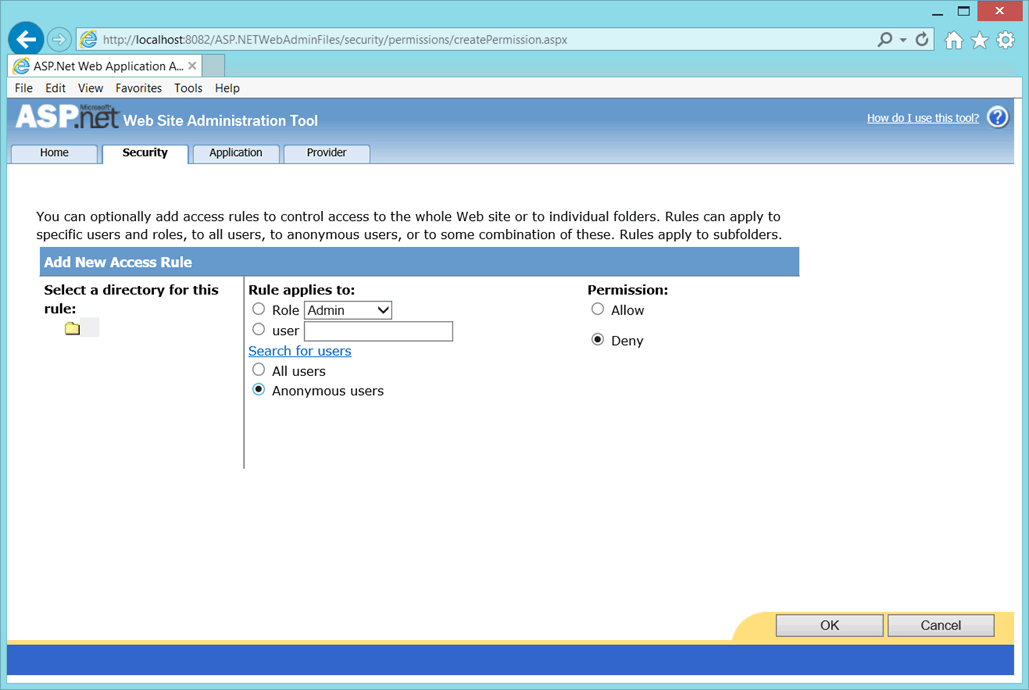 http://localhost:8082/ASP.NETWebAdminFiles/security/permissions/createPermission.aspx
ASP.Net Web Application A...
File Edit View Favorites Tools Help
Microsoft
ASP.net Web Site Administration Tool
How do I use this tool? ?
Home Security Application Provider
You can optionally add access rules to control access to the whole Web site or to individual folders. Rules can apply to
specific users and roles, to all users, to anonymous users, or to some combination of these. Rules apply to subfolders.
Add New Access Rule
Select a directory for this
rule:
Rule applies to:
Role Admin
user
Search for users
All users
Anonymous users
Permission:
Allow
Deny
OK Cancel